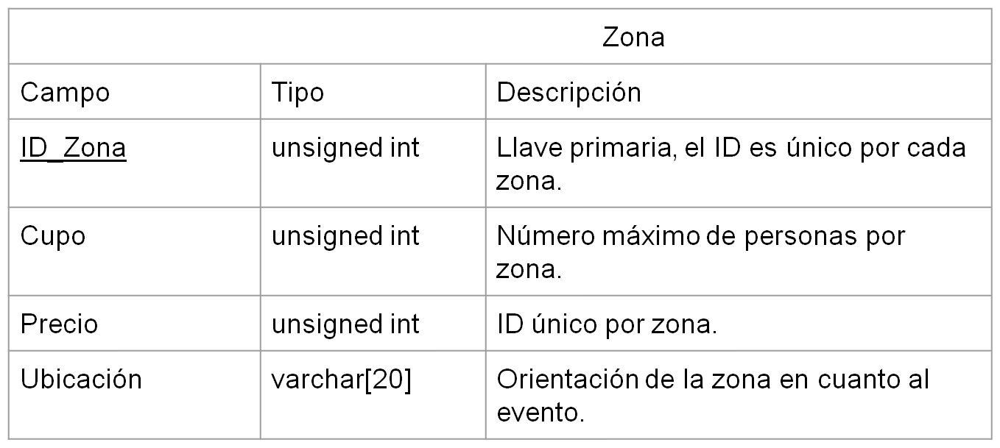 Zona
Campo Tipo Descripción
ID_Zona unsigned int Llave primaria, el ID es único por cada
zona.
Cupo unsigned int Número máximo de personas por
zona.
Precio unsigned int ID único por zona.
Ubicación varchar[20] Orientación de la zona en cuanto al
evento.